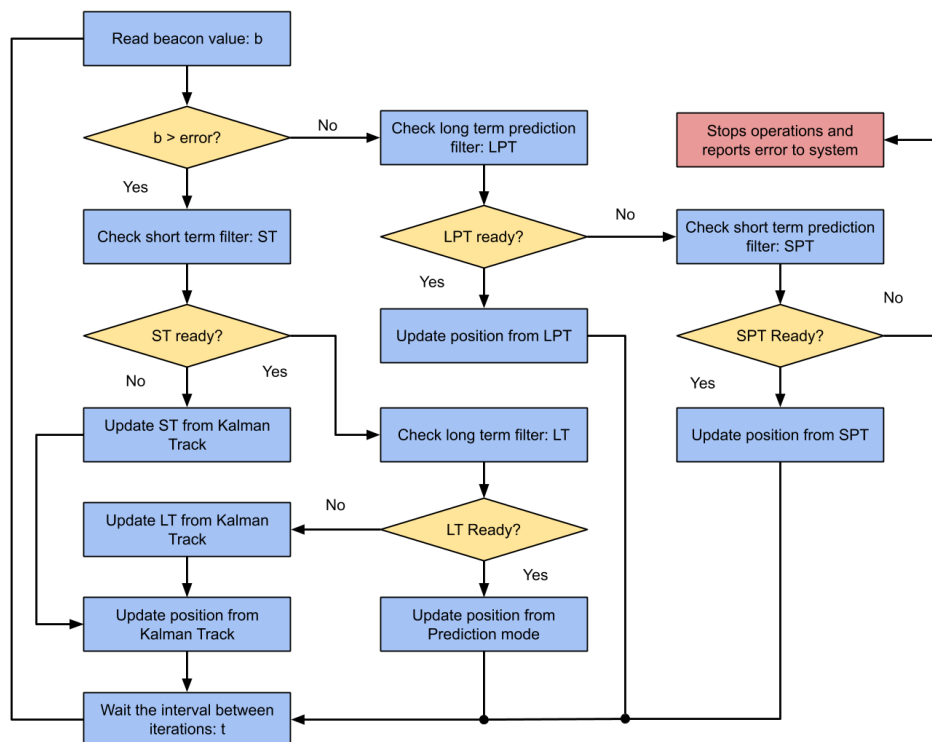 Read beacon value: b
b > error?
No
Check long term prediction
filter: LPT
Stops operations and
reports error to system
Yes
Check short term filter: ST
LPT ready?
No
Check short term prediction
filter: SPT
Yes
No
ST ready?
Update position from LPT
SPT Ready?
Yes
No
Yes
Update ST from Kalman
Track
Check long term filter: LT
Update position from SPT
No
Update LT from Kalman
Track
LT Ready?
Yes
Update position from
Kalman Track
Update position from
Prediction mode
Wait the interval between
iterations: t